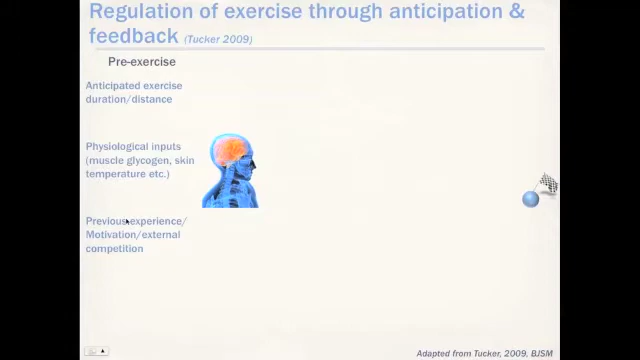 Regulation of exercise through anticipation &
feedback (Tucker 2009)
Pre-exercise
Anticipated exercise
duration/distance
Physiological inputs
(muscle glycogen, skin
temperature etc.)
Previous experience/
Motivation/external
competition
Adapted from Tucker, 2009, BJSM